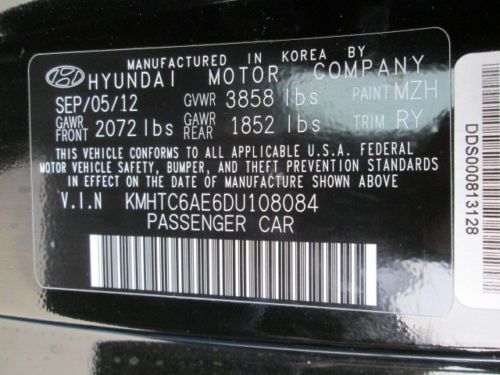 MANUFACTURED IN KOREA BY
HYUNDAI MOTOR COMPANY
SEP/05/12 GVWR 3858 lbs PAINT MZH
GAWR FRONT 2072 lbs GAWR REAR 1852 lbs TRIM RY
THIS VEHICLE CONFORMS TO ALL APPLICABLE U.S.A. FEDERAL
MOTOR VEHICLE SAFETY, BUMPER, AND THEFT PREVENTION STANDARDS
IN EFFECT ON THE DATE OF MANUFACTURE SHOWN ABOVE
V.I.N KMHTC6AE6DU108084
PASSENGER CAR
DDS000813128